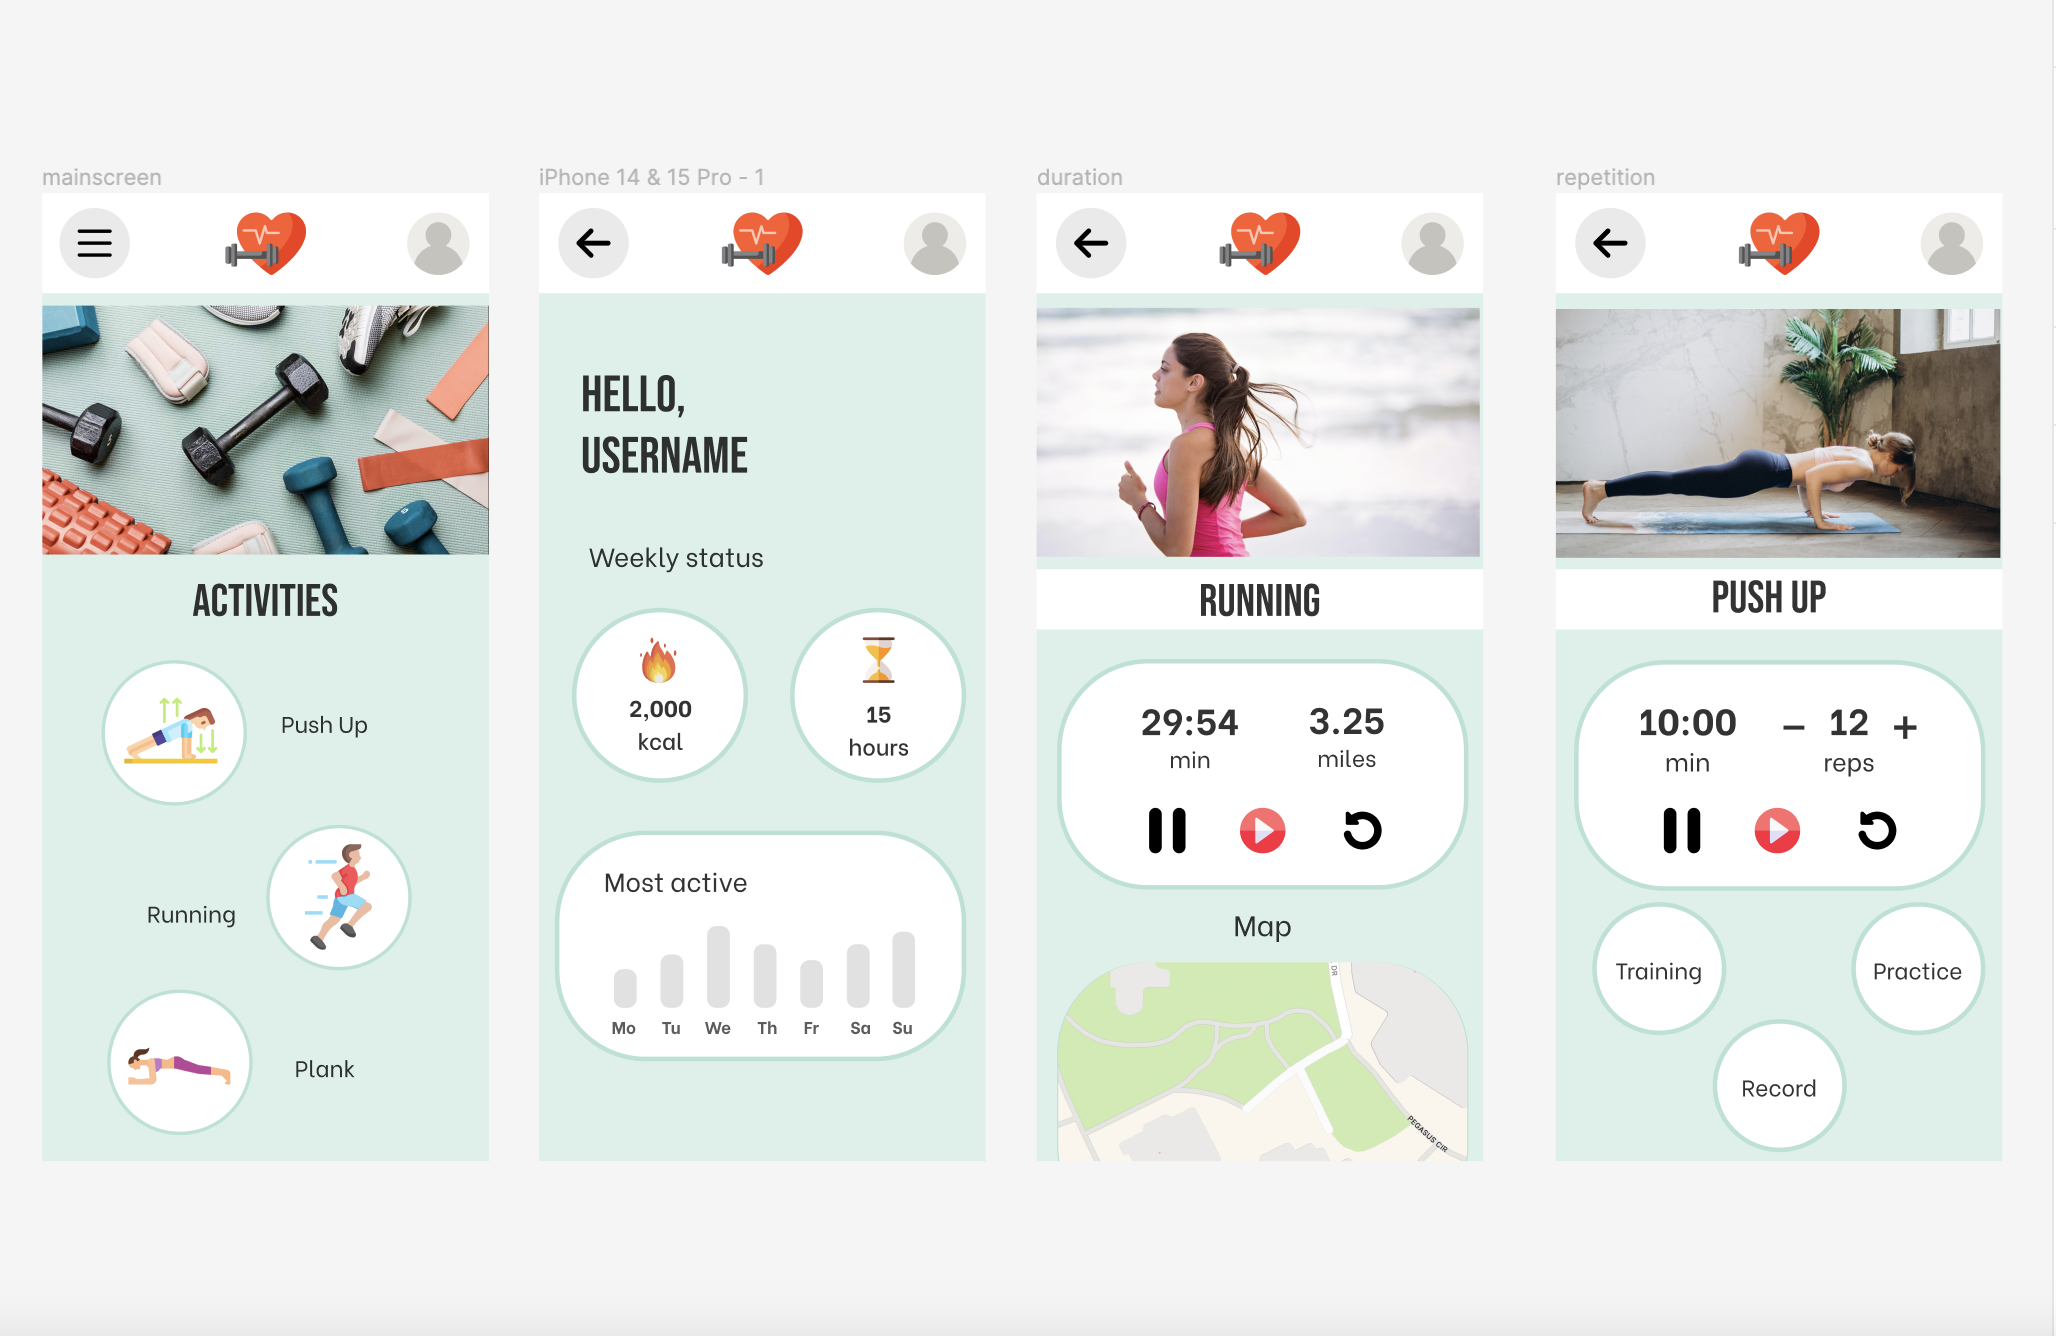 mainscreen
ACTIVITIES
Push Up
Running
Plank
iPhone 14 & 15 Pro - 1
HELLO,
USERNAME
Weekly status
2,000
kcal
15
hours
Most active
Mo Tu We Th Fr Sa Su
duration
RUNNING
29:54 3.25
min miles
Map
DR
PEGASUS CIR
repetition
PUSH UP
10:00 – 12 +
min reps
Training Practice
Record